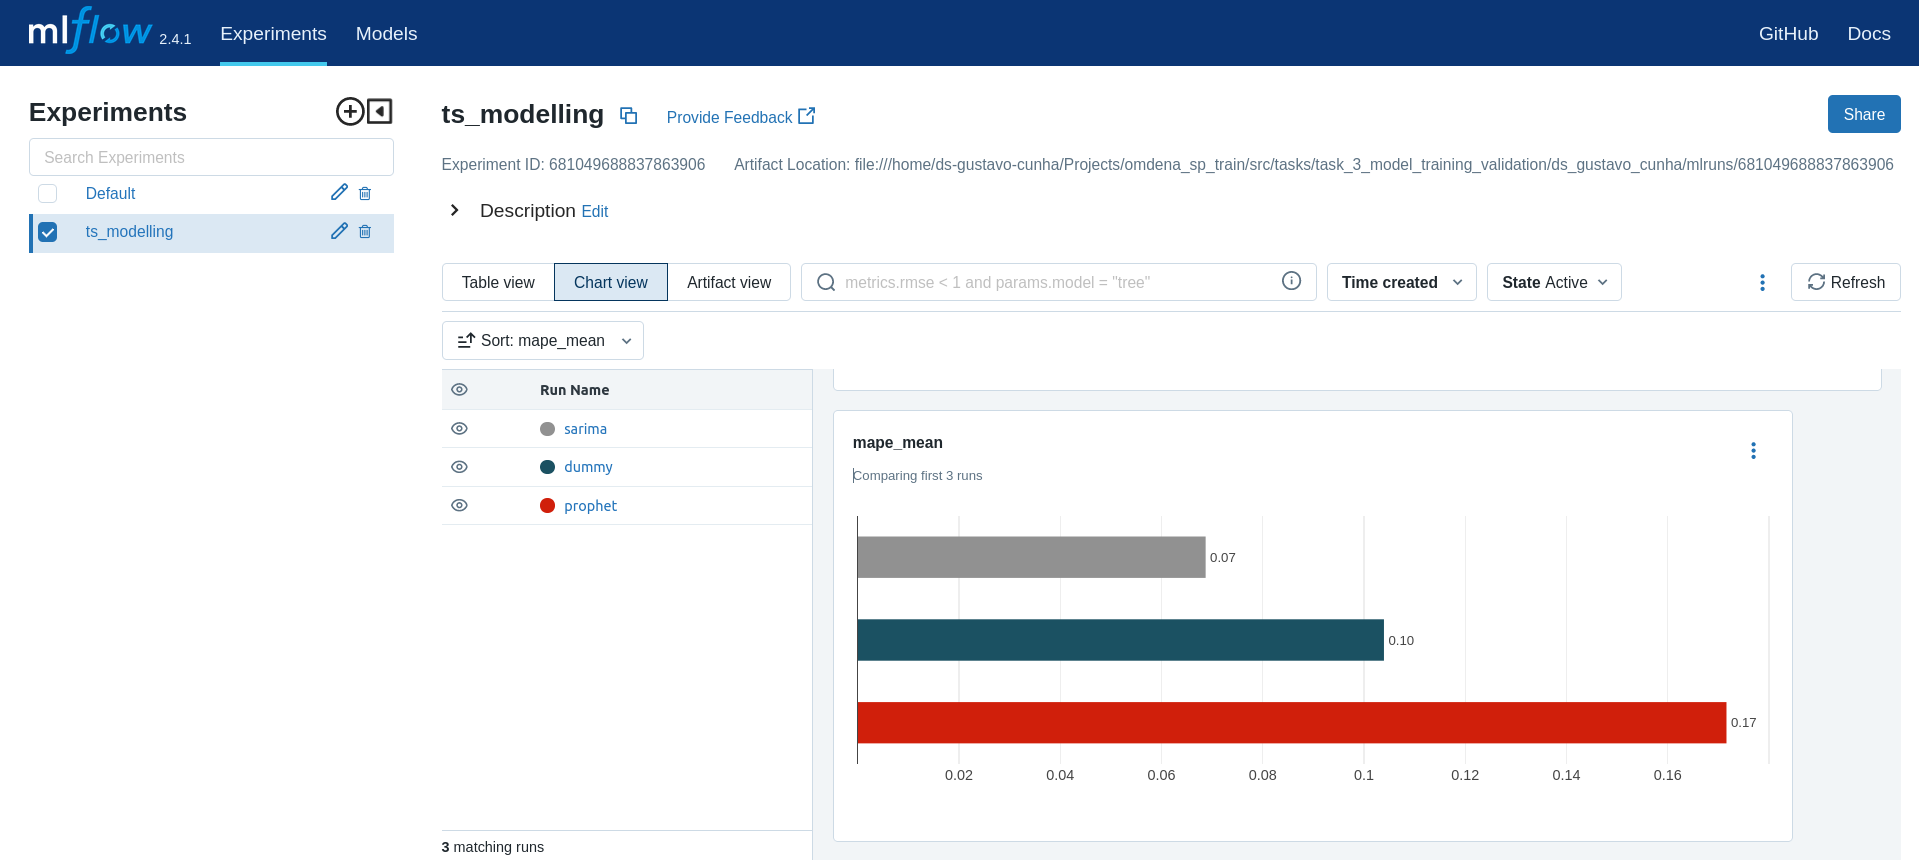 mlflow 2.4.1 Experiments Models GitHub Docs
Experiments
Search Experiments
Default
ts_modelling
ts_modelling Provide Feedback Share
Experiment ID: 681049688837863906 Artifact Location: file:///home/ds-gustavo-cunha/Projects/omdena_sp_train/src/tasks/task_3_model_training_validation/ds_gustavo_cunha/mlruns/681049688837863906
Description Edit
Table view Chart view Artifact view metrics.rmse < 1 and params.model = "tree" Time created State Active Refresh
Sort: mape_mean
Run Name
sarima
dummy
prophet
3 matching runs
mape_mean
Comparing first 3 runs
0.07
0.10
0.17
0.02 0.04 0.06 0.08 0.1 0.12 0.14 0.16